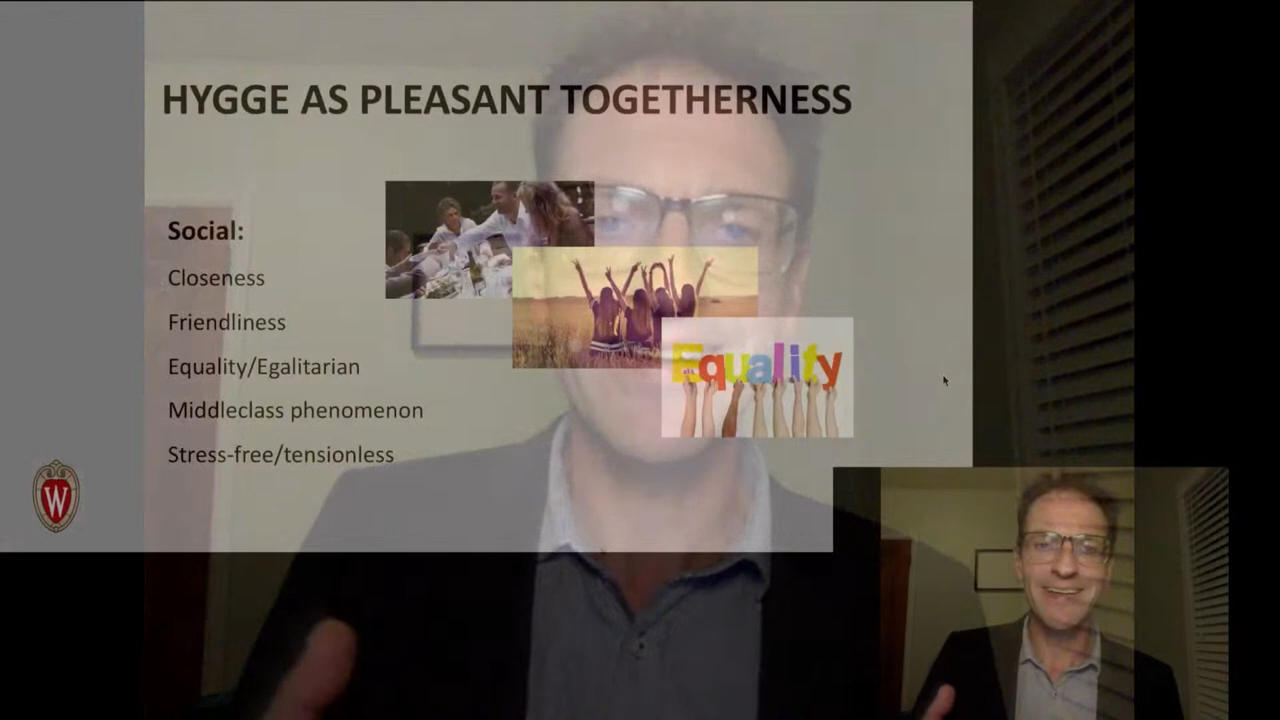 HYGGE AS PLEASANT TOGETHERNESS
Social:
Closeness
Friendliness
Equality/Egalitarian
Middleclass phenomenon
Stress-free/tensionless
Equality
W